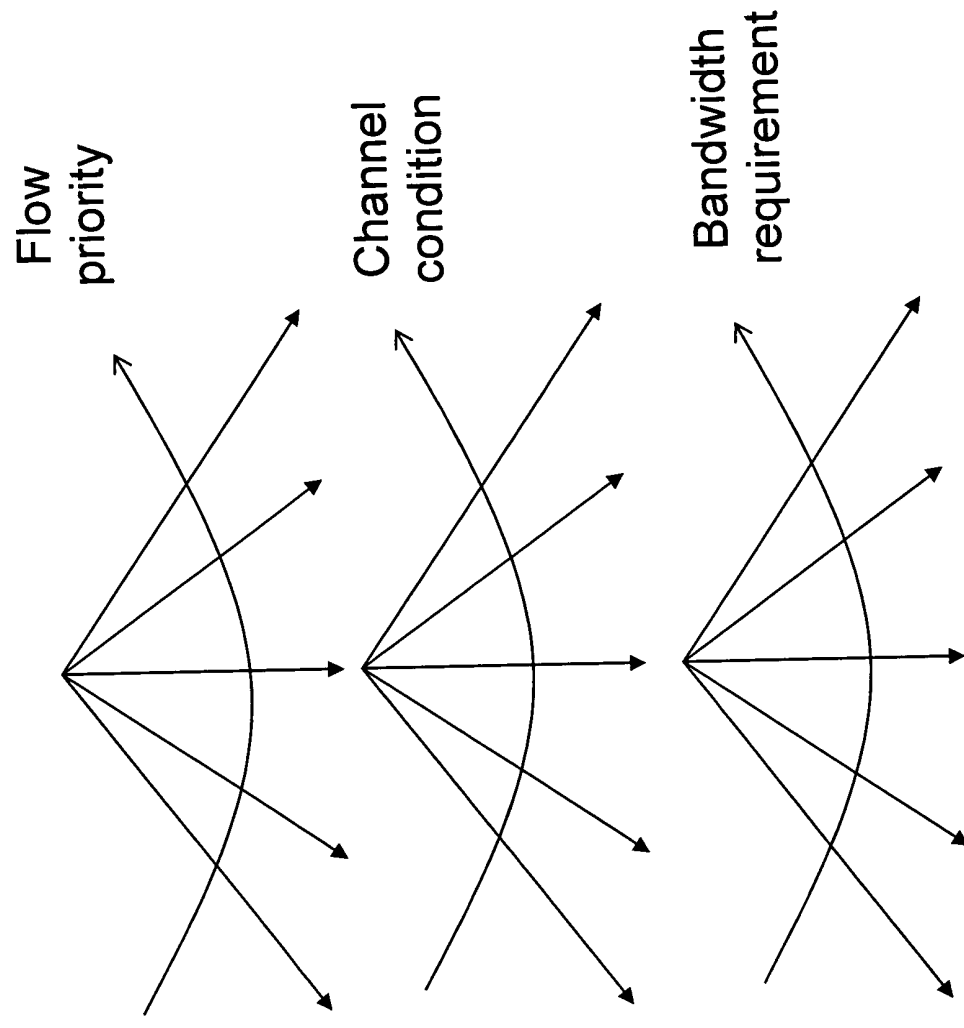 Flow
priority
Channel
condition
Bandwidth
requirement